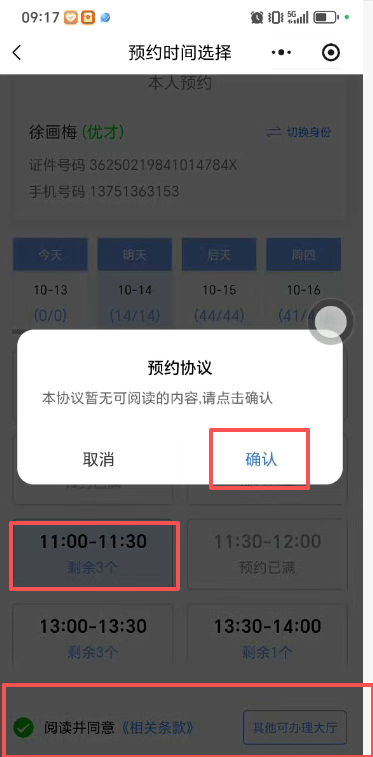 09:17
5G
预约时间选择
本人预约
徐画梅 (优才)
切换身份
证件号码 36250219841014784X
手机号码 13751363153
今天 明天 后天 周四
10-13 10-14 10-15 10-16
(0/0) (14/14) (44/44) (41/4
预约协议
本协议暂无可阅读的内容,请点击确认
取消 确认
11:00-11:30 11:30-12:00
剩余3个 预约已满
13:00-13:30 13:30-14:00
剩余3个 剩余1个
阅读并同意《相关条款》 其他可办理大厅